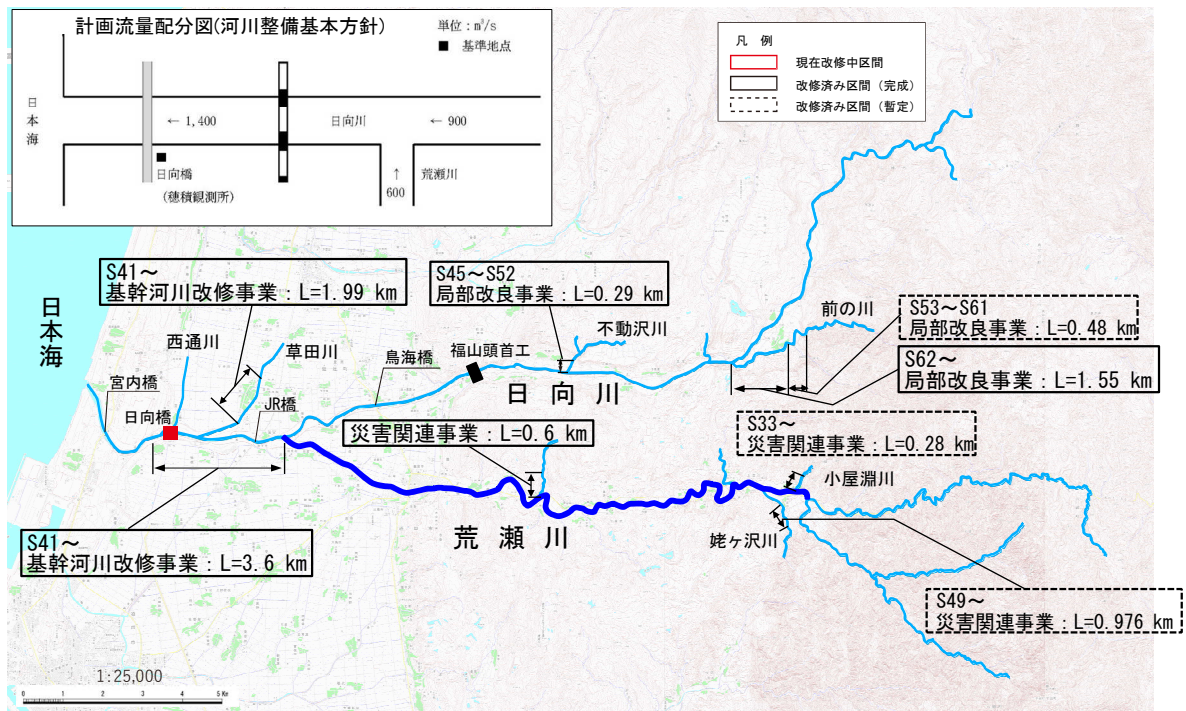 計画流量配分図(河川整備基本方針)
単位：m³/s
■ 基準地点
日本海
← 1,400
日向川
← 900
日向橋
(穂積観測所)
↑
600
荒瀬川
凡 例
現在改修中区間
改修済み区間（完成）
改修済み区間（暫定）
日本海
S41～
基幹河川改修事業：L=1.99 km
S45～S52
局部改良事業：L=0.29 km
S53～S61
局部改良事業：L=0.48 km
S62～
局部改良事業：L=1.55 km
前の川
不動沢川
西通川
草田川
鳥海橋
福山頭首工
日向川
宮内橋
日向橋
JR橋
災害関連事業：L=0.6 km
S33～
災害関連事業：L=0.28 km
小屋淵川
荒瀬川
姥ヶ沢川
S41～
基幹河川改修事業：L=3.6 km
S49～
災害関連事業：L=0.976 km
1:25,000
0 1 2 3 4 5 Km